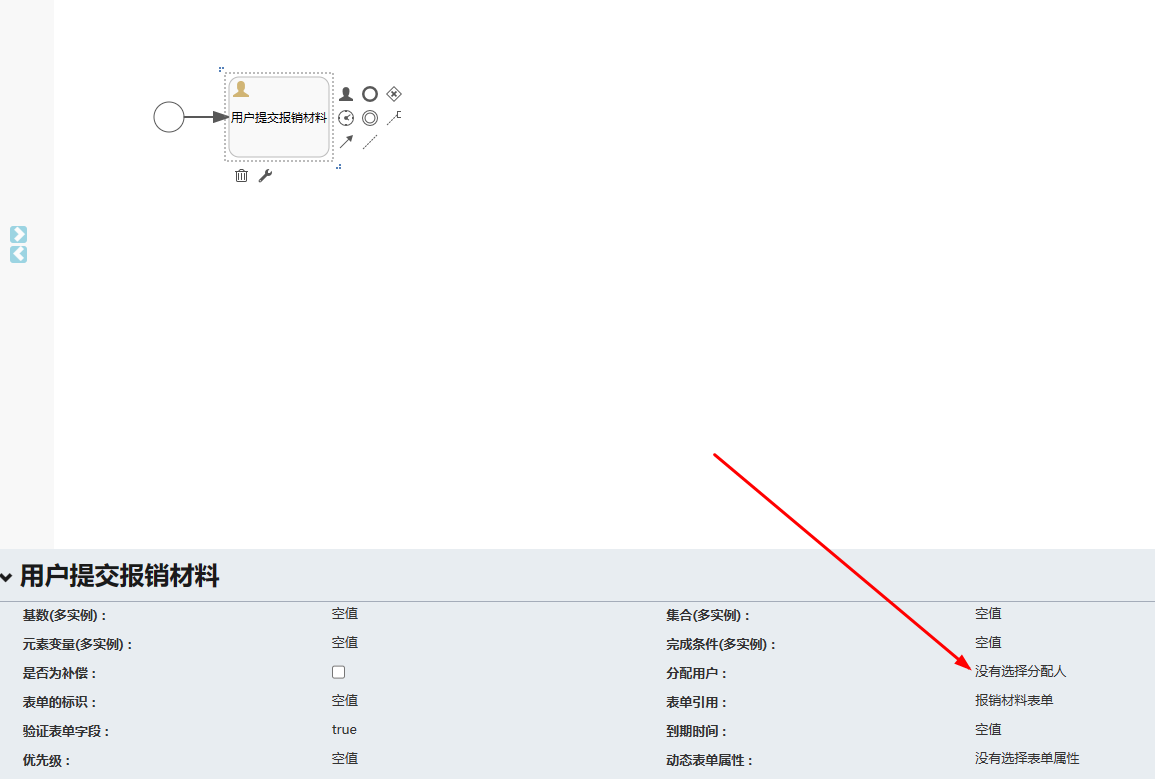 用户提交报销材料
用户提交报销材料
基数(多实例) : 空值 集合(多实例) : 空值
元素变量(多实例) : 空值 完成条件(多实例) : 空值
是否为补偿 : 分配用户 : 没有选择分配人
表单的标识 : 空值 表单引用 : 报销材料表单
验证表单字段 : true 到期时间 : 空值
优先级 : 空值 动态表单属性 : 没有选择表单属性